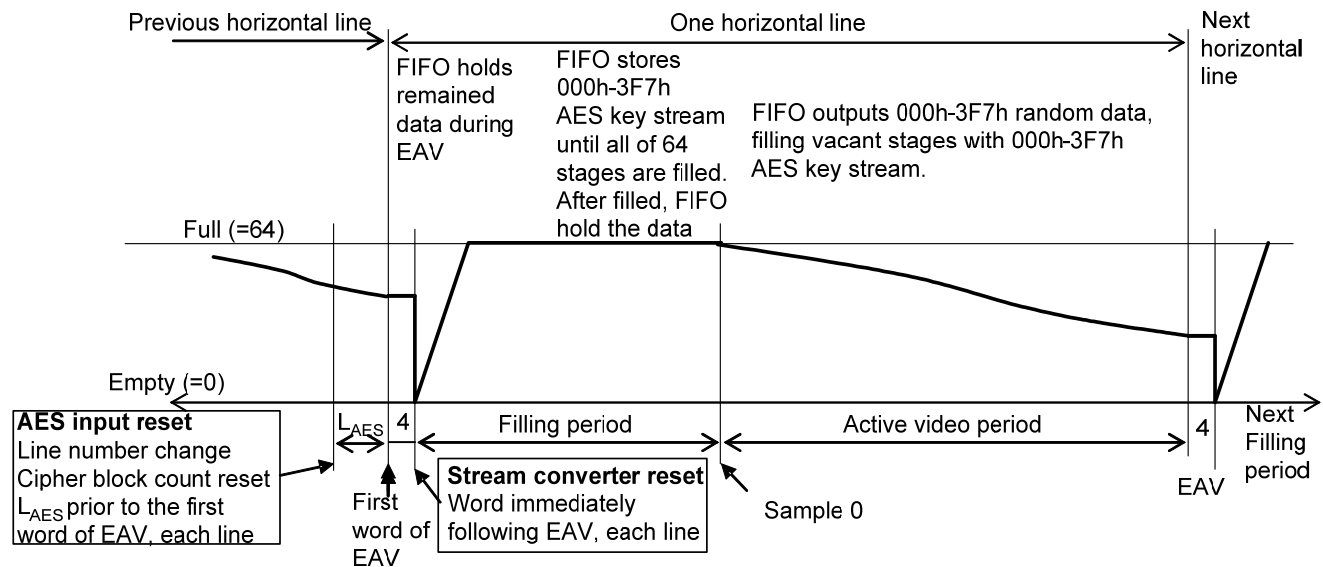 Previous horizontal line
One horizontal line
Next
horizontal
line
FIFO holds
remained
data during
EAV
FIFO stores
000h-3F7h
AES key stream
until all of 64
stages are filled.
After filled, FIFO
hold the data
FIFO outputs 000h-3F7h random data,
filling vacant stages with 000h-3F7h
AES key stream.
Full (=64)
Empty (=0)
AES input reset
Line number change
Cipher block count reset
LAES prior to the first
word of EAV, each line
LAES
4
Filling period
Active video period
4
Next
Filling
period
First
word of
EAV
Stream converter reset
Word immediately
following EAV, each line
Sample 0
EAV